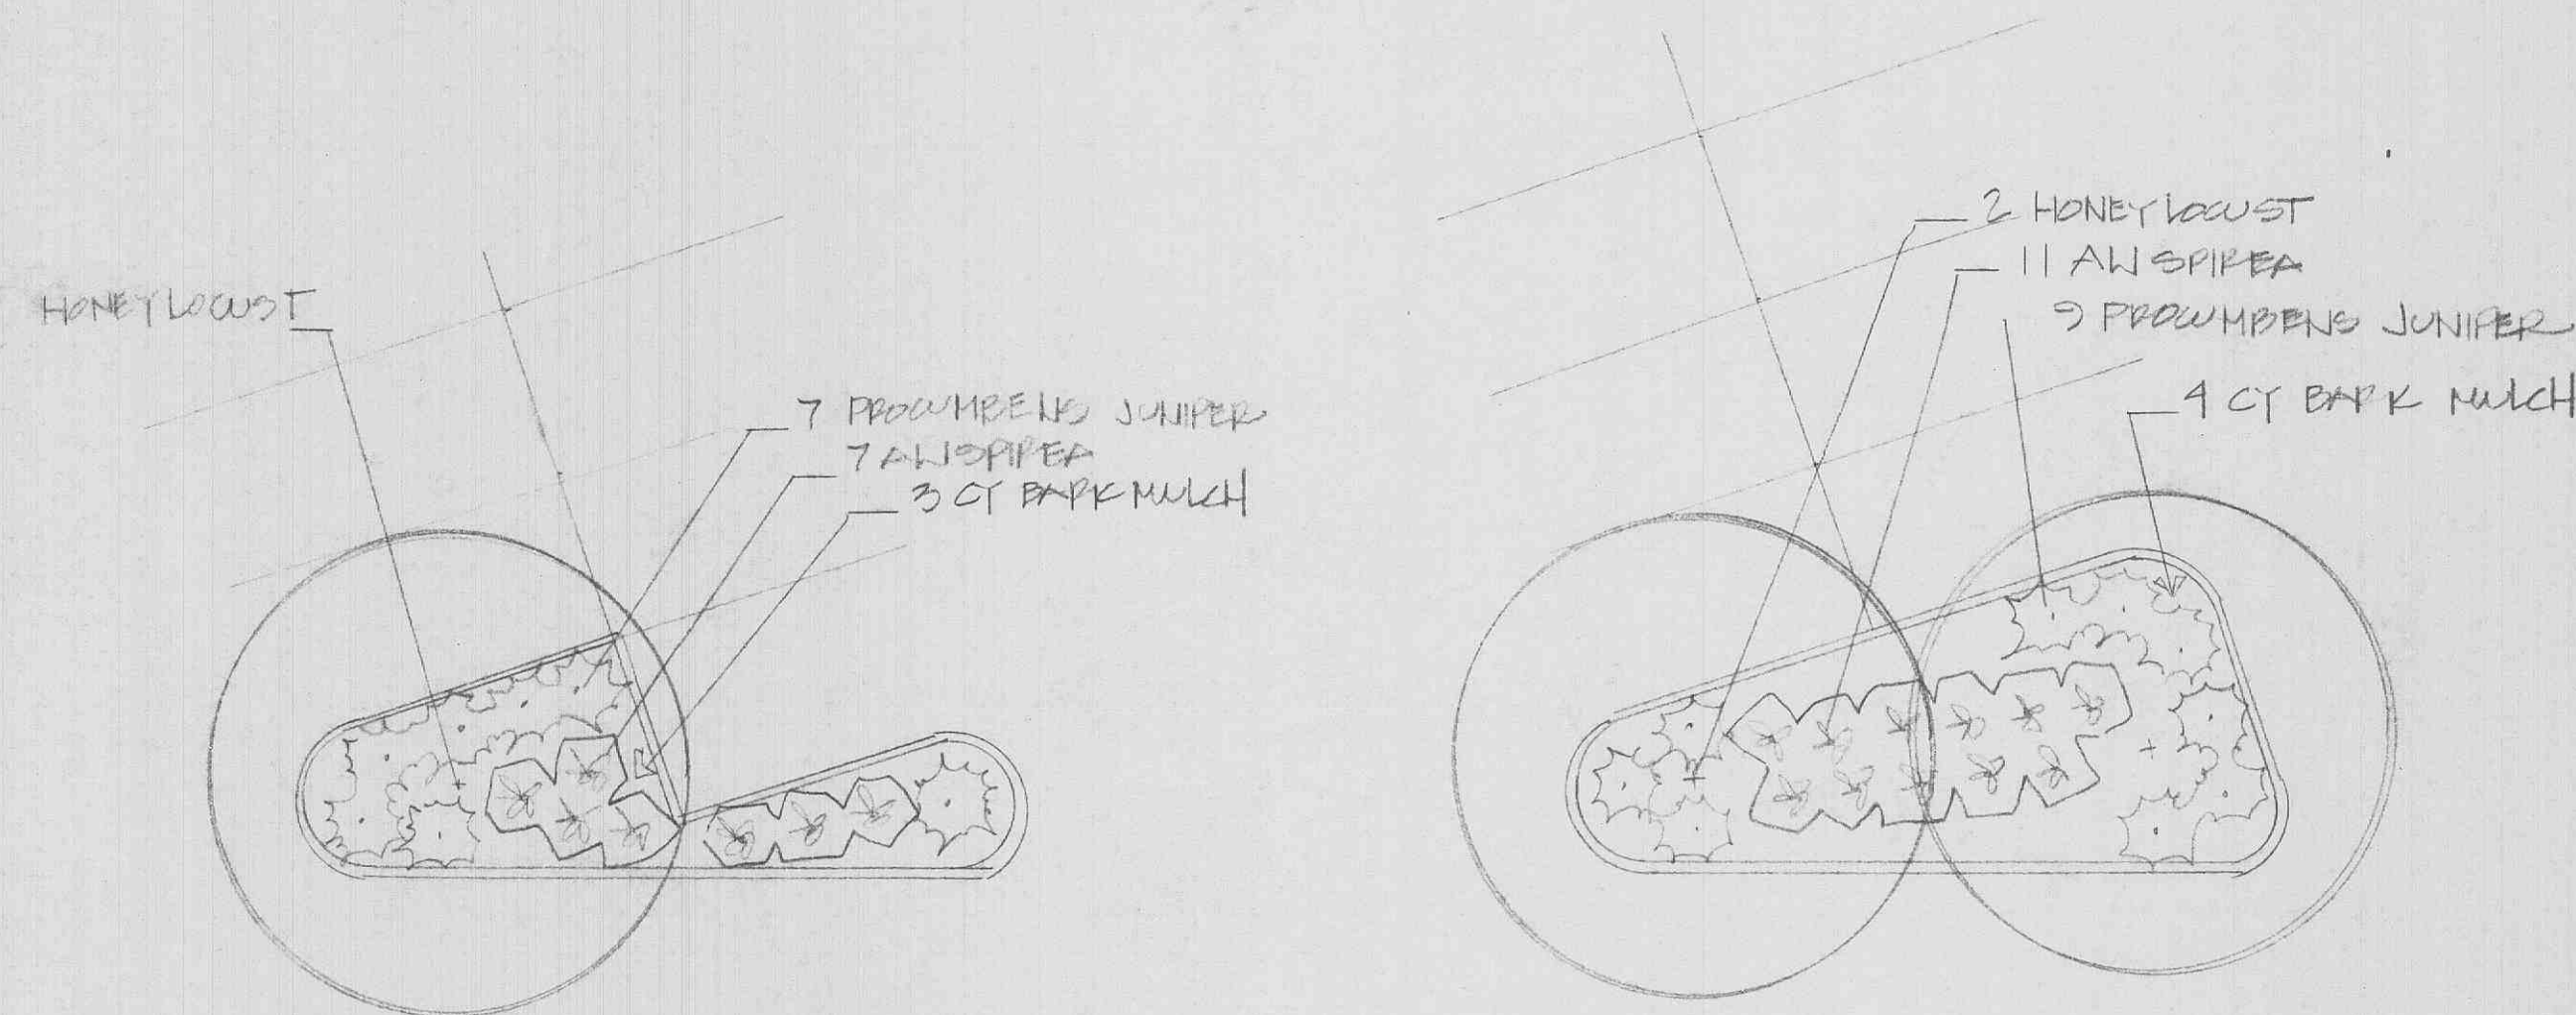 HONEYLOCUST
7 PROCUMBENS JUNIPER
7 AW SPIREA
3 CY BARK MULCH
2 HONEYLOCUST
11 AW SPIREA
9 PROCUMBENS JUNIPER
4 CY BARK MULCH